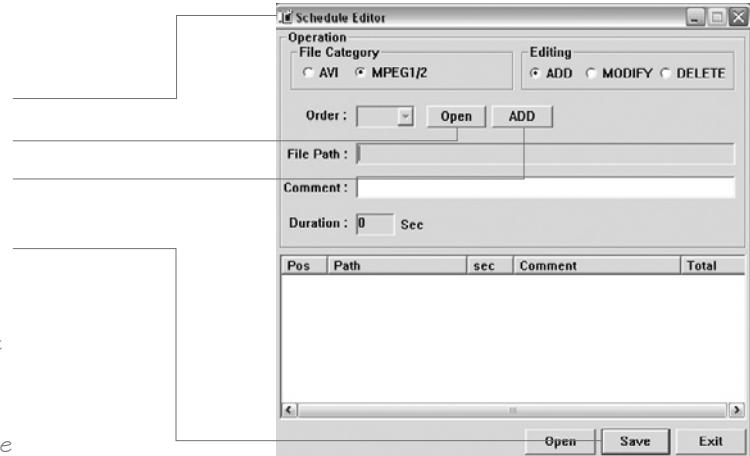 Schedule Editor
Operation
File Category
Editing
AVI MPEG1/2
ADD MODIFY DELETE
Order : Open ADD
File Path :
Comment :
Duration : 0 Sec
Pos Path sec Comment Total
e
Open Save Exit